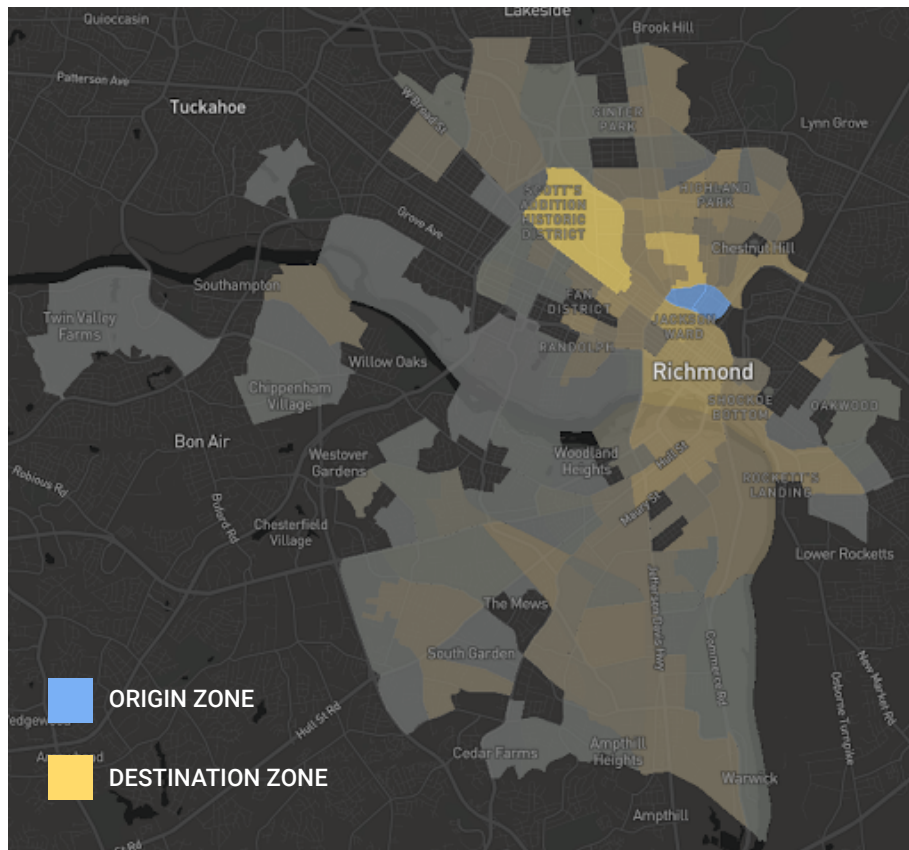 Lakeside
Quioccasin
Brook Hill
Patterson Ave
W Broad St
Tuckahoe
GINTER
PARK
Lynn Grove
SCOTT'S
ADDITION
HISTORIC
DISTRICT
HIGHLAND
PARK
Grove Ave
Chestnut Hill
Southampton
FAN
DISTRICT
Twin Valley
Farms
JACKSON
WARD
RANDOLPH
Willow Oaks
Richmond
Chippenham
Village
SHOCKOE
BOTTOM
OAKWOOD
Bon Air
Westover
Gardens
Woodland
Heights
Hull St
Robious Rd
ROCKETT'S
LANDING
Buford Rd
Maury St
Chesterfield
Village
Lower Rocketts
Jefferson Davis Hwy
The Mews
Commerce Rd
South Garden
New Market Rd
Osborne Turnpike
ORIGIN ZONE
Hull St Rd
edgewood
Cedar Farms
Ampthill
Heights
DESTINATION ZONE
Warwick
Ampthill
St Rd